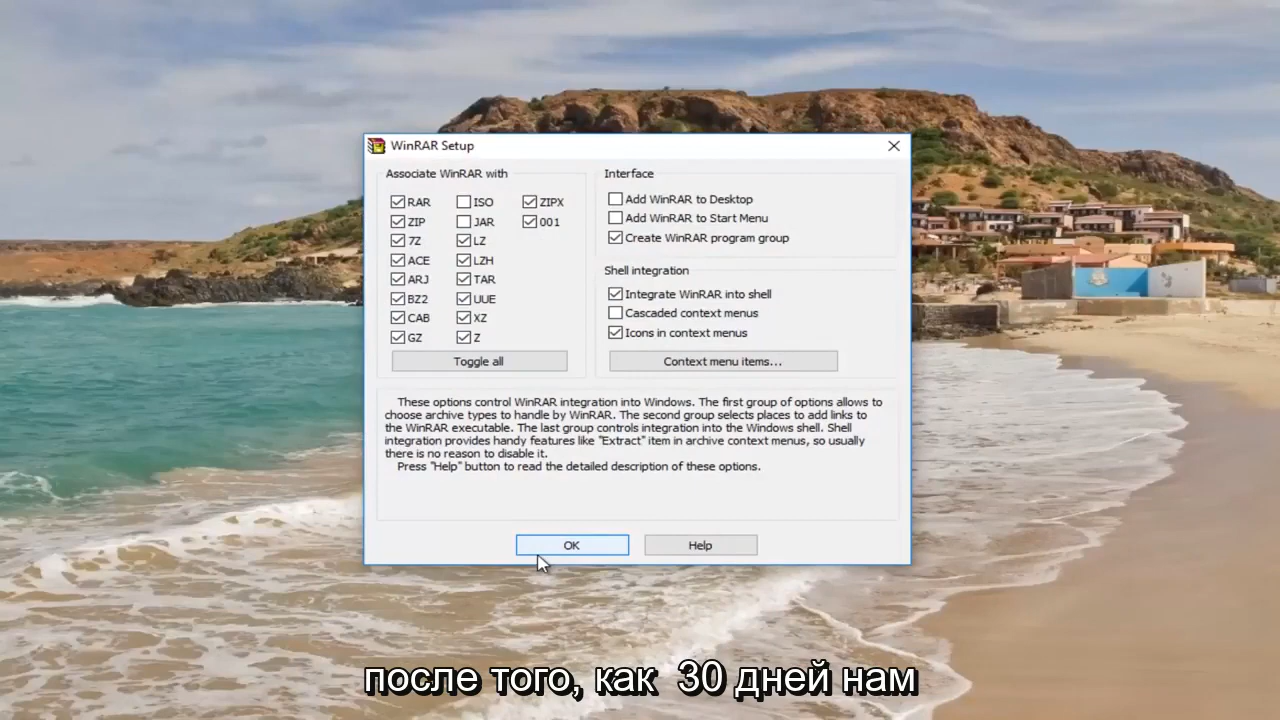 WinRAR Setup
Associate WinRAR with
RAR
ISO
ZIPX
ZIP
JAR
001
7Z
LZ
ACE
LZH
ARJ
TAR
BZ2
UUE
CAB
XZ
GZ
Z
Toggle all
Interface
Add WinRAR to Desktop
Add WinRAR to Start Menu
Create WinRAR program group
Shell integration
Integrate WinRAR into shell
Cascaded context menus
Icons in context menus
Context menu items...
These options control WinRAR integration into Windows. The first group of options allows to
choose archive types to handle by WinRAR. The second group selects places to add links to
the WinRAR executable. The last group controls integration into the Windows shell. Shell
integration provides handy features like "Extract" item in archive context menus, so usually
there is no reason to disable it.
Press "Help" button to read the detailed description of these options.
OK
Help
после того, как 30 дней нам